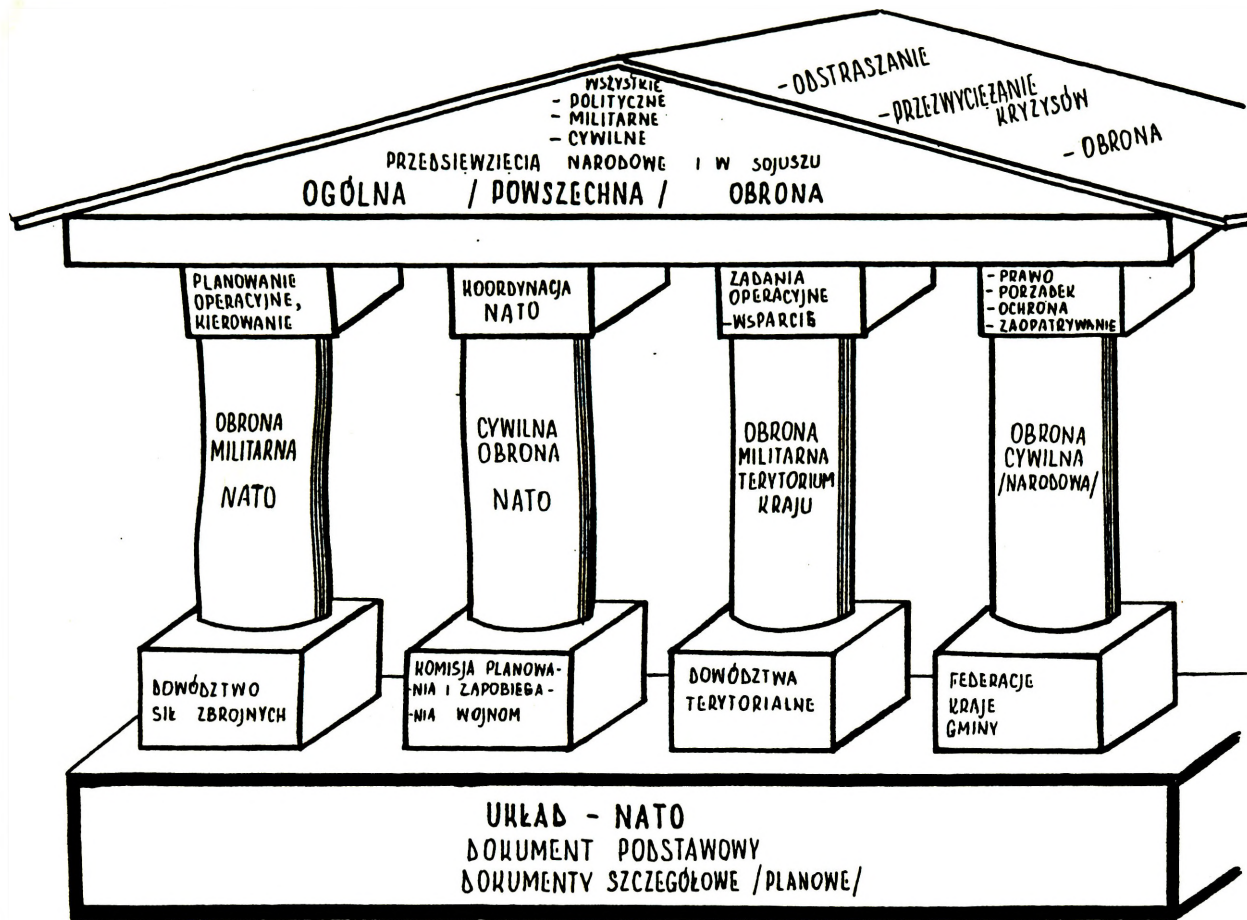 WSZYSTKIE
- POLITYCZNE
- MILITARNE
- CYWILNE
PRZEDSIĘWZIĘCIA NARODOWE I W SOJUSZU
OGÓLNA / POWSZECHNA / OBRONA
- ODSTRASZANIE
- PRZEZWYCIĘŻANIE
KRYZYSÓW
- OBRONA
PLANOWANIE
OPERACYJNE,
KIEROWANIE
KOORDYNACJA
NATO
ZADANIA
OPERACYJNE
- WSPARCIE
- PRAWO
- PORZĄDEK
- OCHRONA
- ZAOPATRYWANIE
OBRONA
MILITARNA
NATO
CYWILNA
OBRONA
NATO
OBRONA
MILITARNA
TERYTORIUM
KRAJU
OBRONA
CYWILNA
/NARODOWA/
DOWÓDZTWO
SIŁ ZBROJNYCH
KOMISJA PLANOWA-
-NIA I ZAPOBIEGA-
-NIA WOJNOM
DOWÓDZTWA
TERYTORIALNE
FEDERACJE
KRAJE
GMINY
UKŁAD - NATO
DOKUMENT PODSTAWOWY
DOKUMENTY SZCZEGÓŁOWE /PLANOWE/